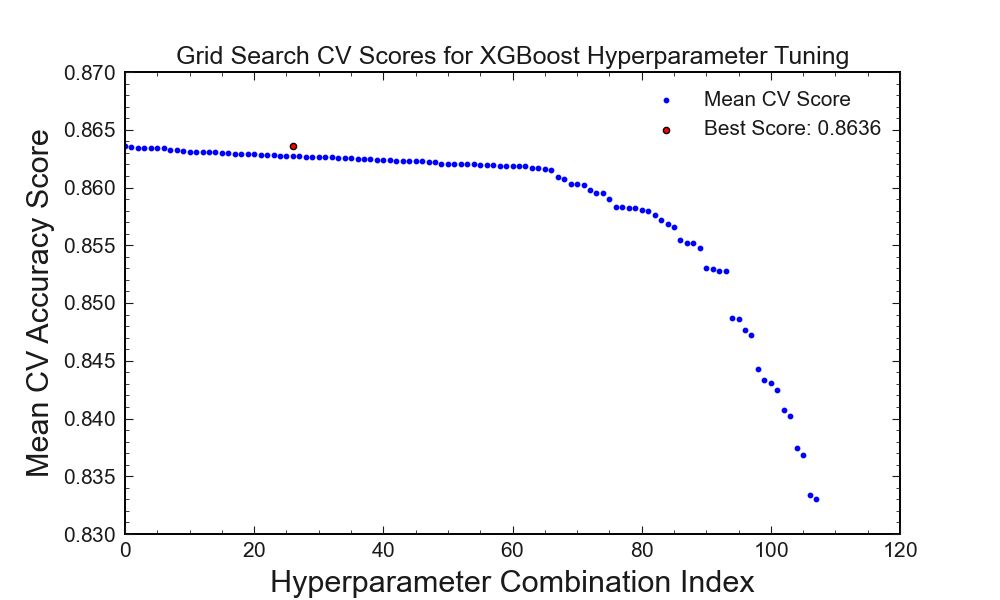 Grid Search CV Scores for XGBoost Hyperparameter Tuning
Mean CV Score
Best Score: 0.8636
Mean CV Accuracy Score
0.870
0.865
0.860
0.855
0.850
0.845
0.840
0.835
0.830
0 20 40 60 80 100 120
Hyperparameter Combination Index